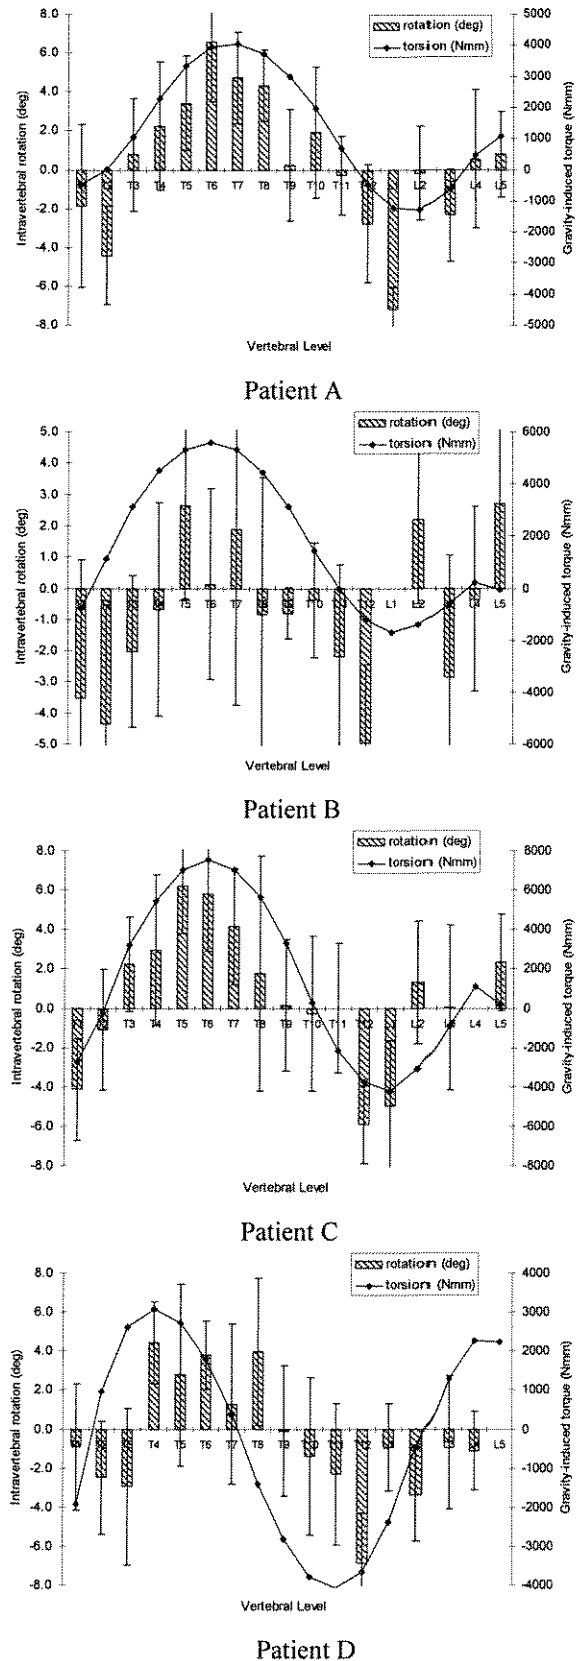 rotation (deg)
torsion (Nmm)
Intravertebral rotation (deg)
Gravity-induced torque (Nmm)
8.0
6.0
4.0
2.0
0.0
-2.0
-4.0
-6.0
-8.0
5000
4000
3000
2000
1000
0
-1000
-2000
-3000
-4000
-5000
T3 T4 T5 T6 T7 T8 T9 T10 T11 L2 L4 L5
Vertebral Level
Patient A
rotation (deg)
torsion (Nmm)
Intravertebral rotation (deg)
Gravity-induced torque (Nmm)
5.0
4.0
3.0
2.0
1.0
0.0
-1.0
-2.0
-3.0
-4.0
-5.0
6000
4000
2000
0
-2000
-4000
-6000
T5 T6 T7 L1 L2 L5
Vertebral Level
Patient B
rotation (deg)
torsion (Nmm)
Intravertebral rotation (deg)
Gravity-induced torque (Nmm)
8.0
6.0
4.0
2.0
0.0
-2.0
-4.0
-6.0
-8.0
8000
6000
4000
2000
0
-2000
-4000
-6000
-8000
T3 T4 T5 T6 T7 T8 T9 T11 L2 L4 L5
Vertebral Level
Patient C
rotation (deg)
torsion (Nmm)
Intravertebral rotation (deg)
Gravity-induced torque (Nmm)
8.0
6.0
4.0
2.0
0.0
-2.0
-4.0
-6.0
-8.0
4000
3000
2000
1000
0
-1000
-2000
-3000
-4000
T4 T5 T6 T7 T8 T9 L5
Vertebral Level
Patient D